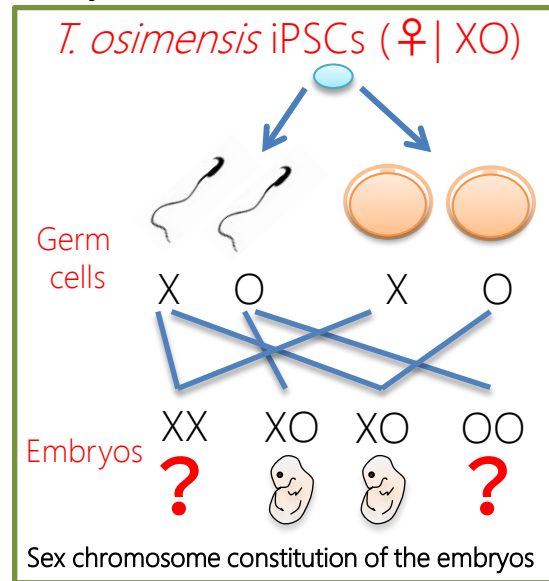 T. osimensis iPSCs (♀| XO)
Germ
cells
X O X O
XX XO XO OO
Embryos
? ?
Sex chromosome constitution of the embryos